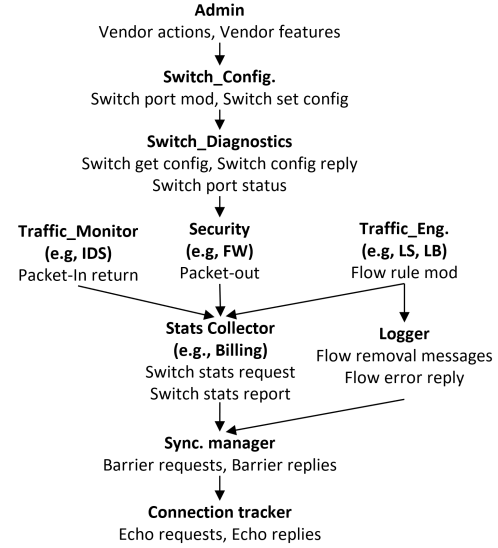 Admin
Vendor actions, Vendor features
Switch_Config.
Switch port mod, Switch set config
Switch_Diagnostics
Switch get config, Switch config reply
Switch port status
Traffic_Monitor
(e.g, IDS)
Packet-In return
Security
(e.g, FW)
Packet-out
Traffic_Eng.
(e.g, LS, LB)
Flow rule mod
Stats Collector
(e.g., Billing)
Switch stats request
Switch stats report
Logger
Flow removal messages
Flow error reply
Sync. manager
Barrier requests, Barrier replies
Connection tracker
Echo requests, Echo replies